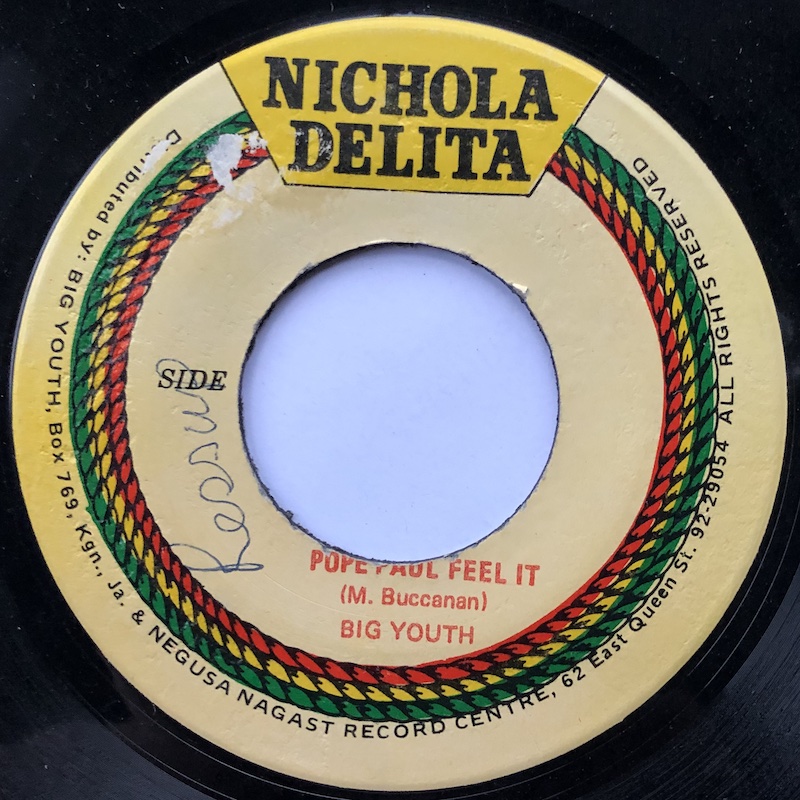 NICHOLA
DELITA
SIDE
POPE PAUL FEEL IT
(M. Buccanan)
BIG YOUTH
Distributed by: BIG YOUTH, Box 769, Kgn., Ja. & NEGUSA NAGAST RECORD CENTRE, 62 East Queen St. 92-29054 ALL RIGHTS RESERVED